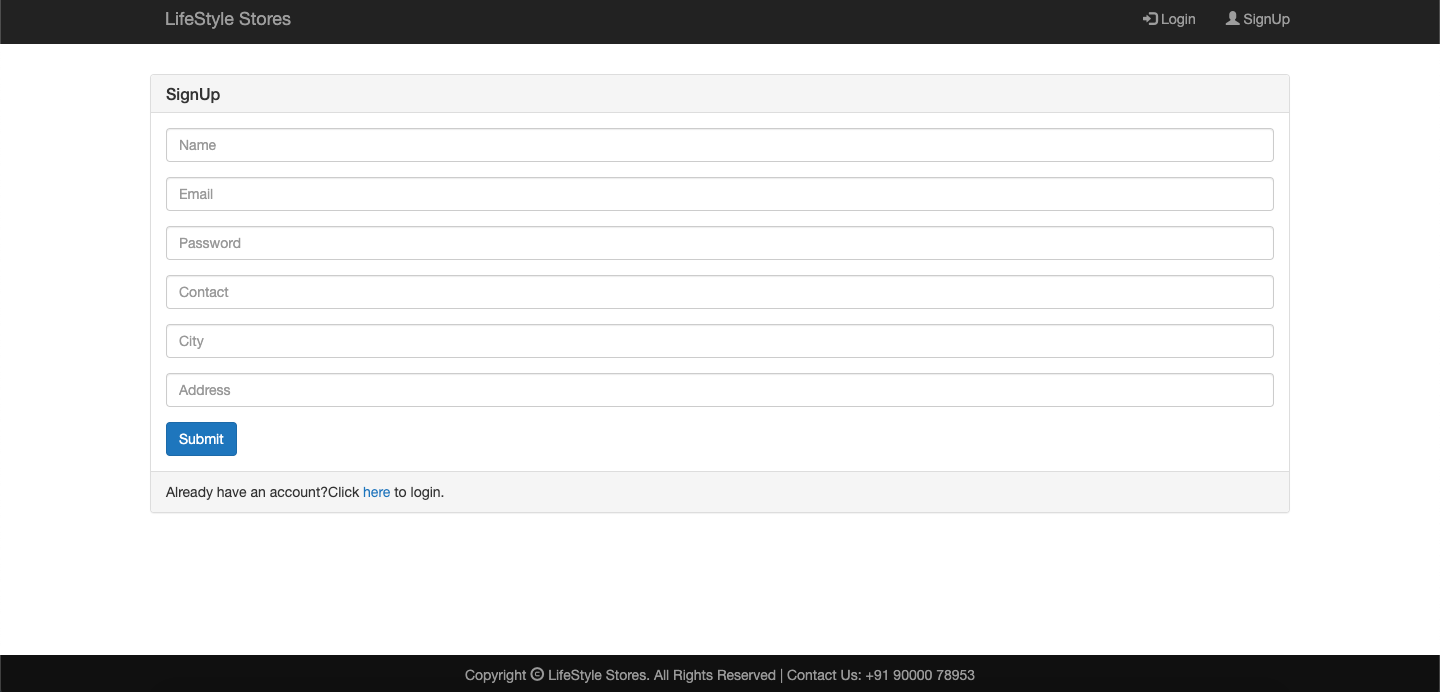 LifeStyle Stores
Login
SignUp
SignUp
Name
Email
Password
Contact
City
Address
Submit
Already have an account?Click here to login.
Copyright © LifeStyle Stores. All Rights Reserved | Contact Us: +91 90000 78953